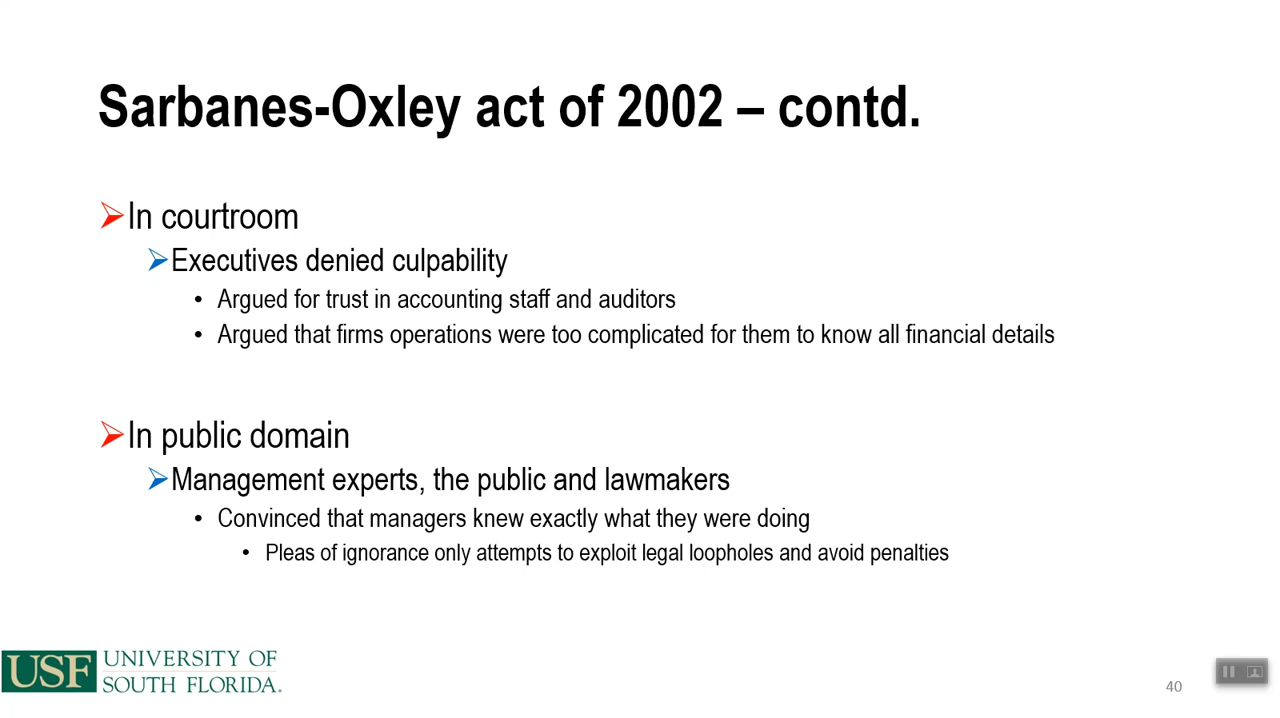 Sarbanes-Oxley act of 2002 – contd.
In courtroom
Executives denied culpability
Argued for trust in accounting staff and auditors
Argued that firms operations were too complicated for them to know all financial details
In public domain
Management experts, the public and lawmakers
Convinced that managers knew exactly what they were doing
Pleas of ignorance only attempts to exploit legal loopholes and avoid penalties
USF UNIVERSITY OF
SOUTH FLORIDA.
40